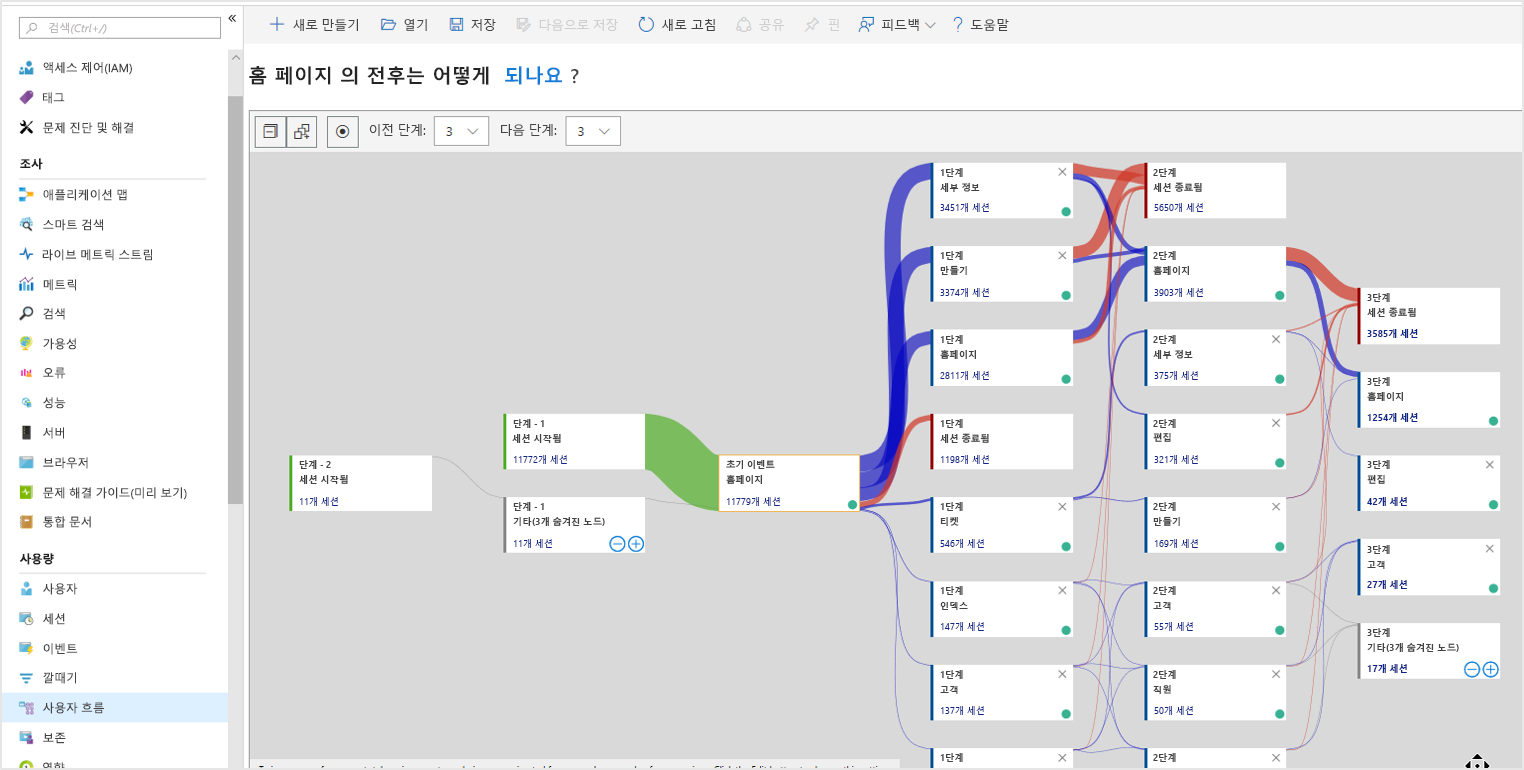 검색(Ctrl+/)
«
액세스 제어(IAM)
태그
문제 진단 및 해결
조사
애플리케이션 맵
스마트 검색
라이브 메트릭 스트림
메트릭
검색
가용성
오류
성능
서버
브라우저
문제 해결 가이드(미리 보기)
통합 문서
사용량
사용자
세션
이벤트
깔때기
사용자 흐름
보존
영향
새로 만들기
열기
저장
다음으로 저장
새로 고침
공유
핀
피드백
? 도움말
홈 페이지 의 전후는 어떻게 되나요 ?
이전 단계: 3
다음 단계: 3
단계 - 2
세션 시작됨
11개 세션
단계 - 1
세션 시작됨
11772개 세션
단계 - 1
기타(3개 숨겨진 노드)
11개 세션
초기 이벤트
홈페이지
11779개 세션
1단계
세부 정보
3451개 세션
1단계
만들기
3374개 세션
1단계
홈페이지
2811개 세션
1단계
세션 종료됨
1198개 세션
1단계
티켓
546개 세션
1단계
인덱스
147개 세션
1단계
고객
137개 세션
1단계
2단계
세션 종료됨
5650개 세션
2단계
홈페이지
3903개 세션
2단계
세부 정보
375개 세션
2단계
편집
321개 세션
2단계
만들기
169개 세션
2단계
고객
55개 세션
2단계
직원
50개 세션
2단계
3단계
세션 종료됨
3585개 세션
3단계
홈페이지
1254개 세션
3단계
편집
42개 세션
3단계
고객
27개 세션
3단계
기타(3개 숨겨진 노드)
17개 세션